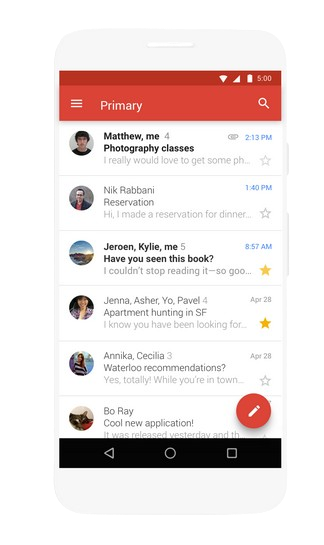 5:00
Primary
Matthew, me 4 2:13 PM
Photography classes
I really would love to get some ph...
Nik Rabbani 1:40 PM
Reservation
Hi, I made a reservation for dinner...
Jeroen, Kylie, me 5 8:57 AM
Have you seen this book?
I couldn't stop reading it—so goo...
Jenna, Asher, Yo, Pavel 4 Apr 28
Apartment hunting in SF
I know you have been looking for...
Annika, Cecilia 3 Apr 28
Waterloo recommendations?
Yes, totally! While you're in town...
Bo Ray
Cool new application!
It was released yesterday and th...